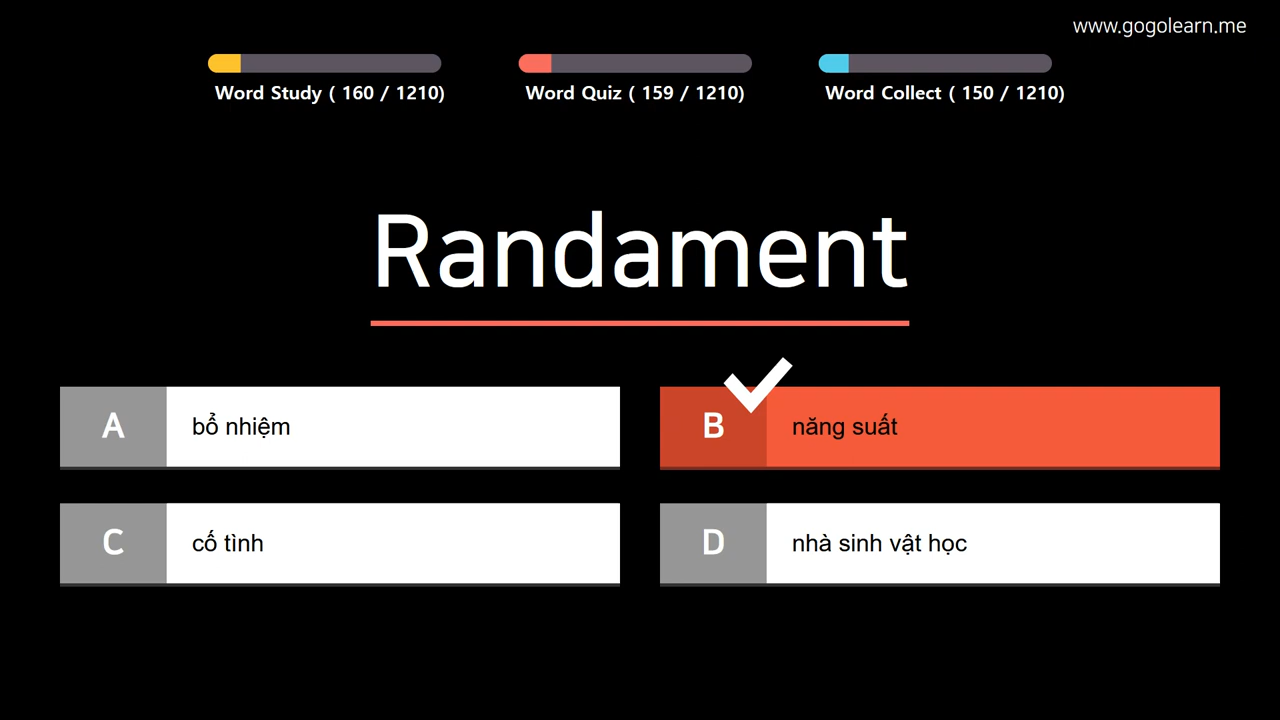 www.gogolearn.me
Word Study ( 160 / 1210)
Word Quiz ( 159 / 1210)
Word Collect ( 150 / 1210)
Randament
A
bổ nhiệm
B
năng suất
C
cố tình
D
nhà sinh vật học